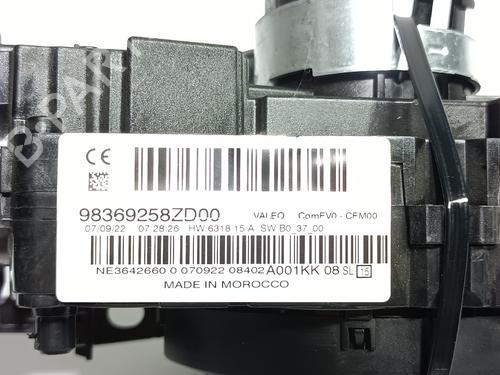 B-PARTS
CE
98369258ZD00 VALEO ComEV0 - CEM00
07/09/22 07:28:26 HW 6318 15 A SW B0_37_00
NE3642660 0 070922 08402 A001KK 08 SL 15
MADE IN MOROCCO